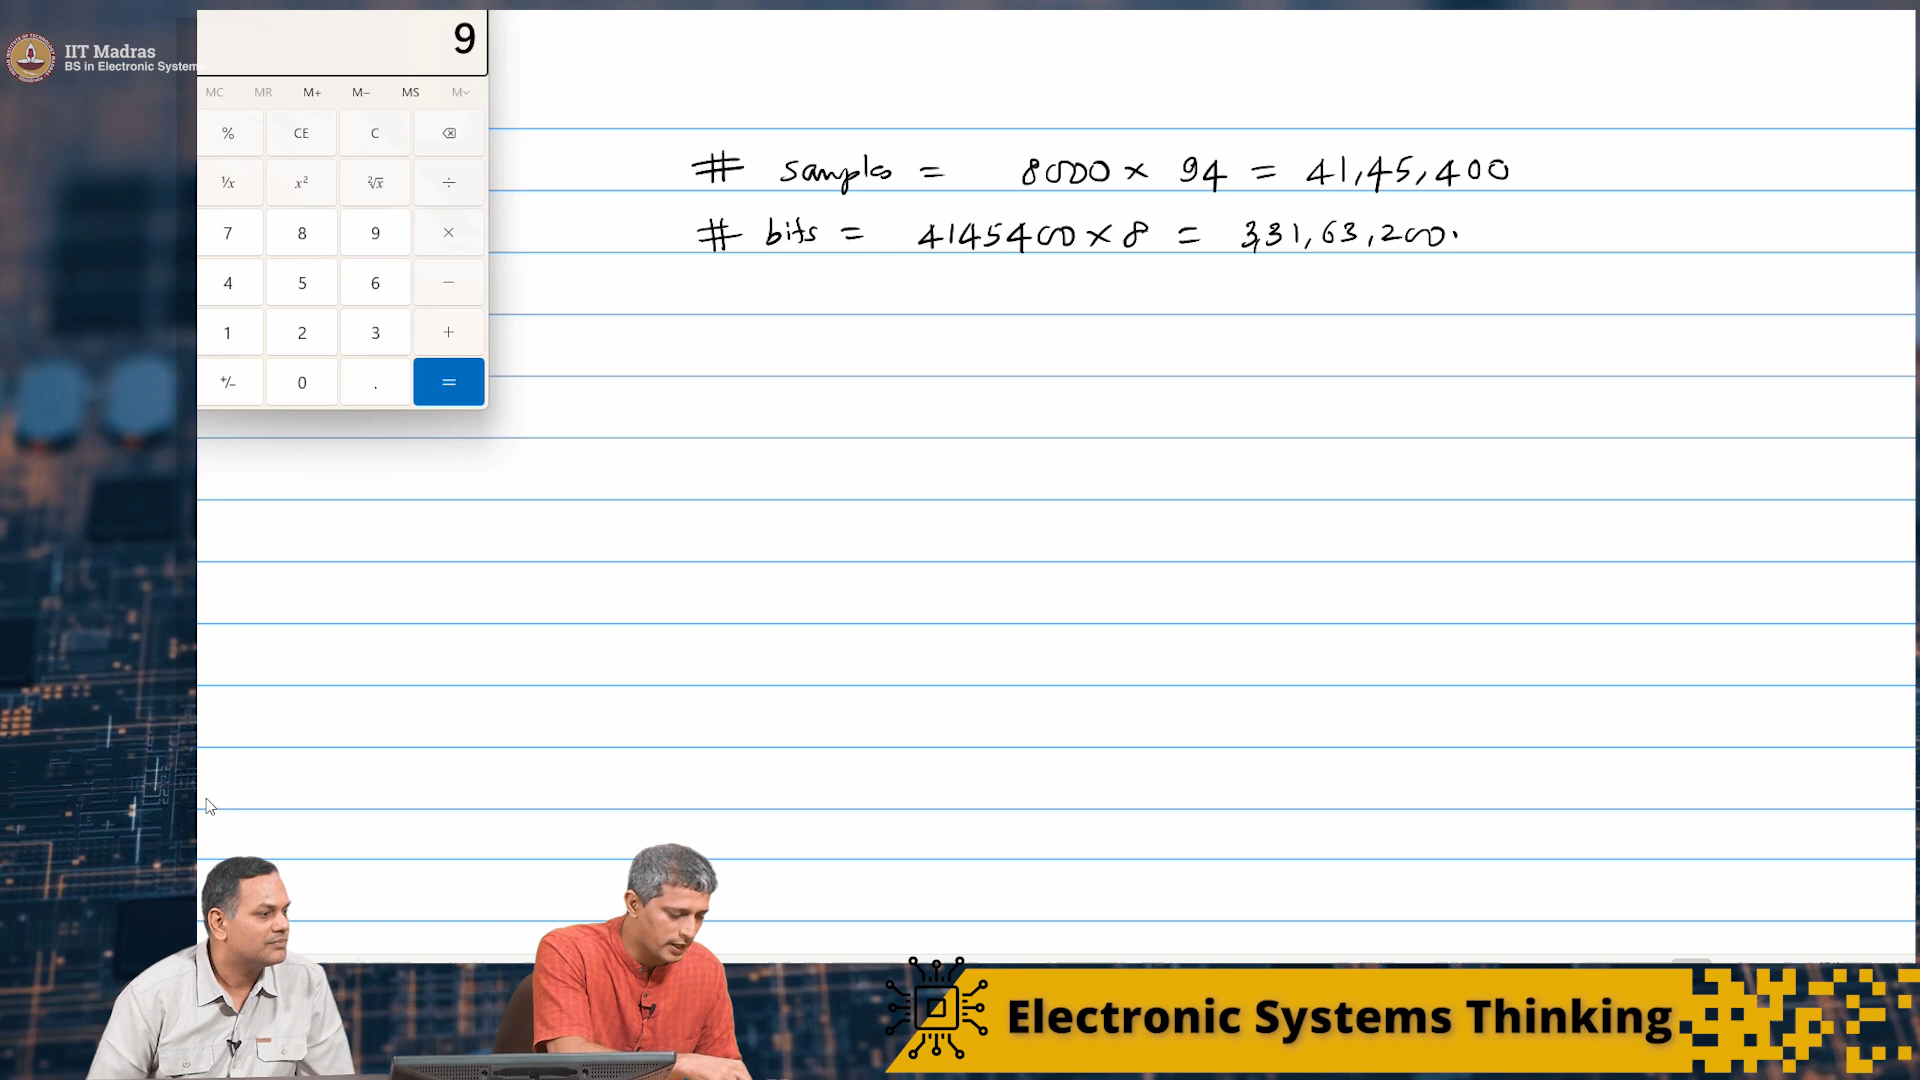 IIT Madras
BS in Electronic Systems
9
MC MR M+ M− MS M
% CE C
¹/x x² ²√x ÷
7 8 9 ×
4 5 6 −
1 2 3 +
+/− 0 . =
# samples = 8000 × 94 = 41,45,400
# bits = 4145400 × 8 = 331,63,200.
Electronic Systems Thinking